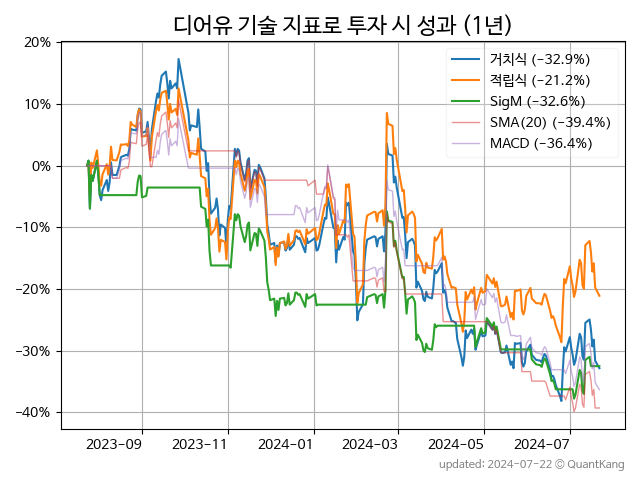 디어유 기술 지표로 투자 시 성과 (1년)
20%
10%
0%
−10%
−20%
−30%
−40%
거치식 (−32.9%)
적립식 (−21.2%)
SigM (−32.6%)
SMA(20) (−39.4%)
MACD (−36.4%)
2023−09
2023−11
2024−01
2024−03
2024−05
2024−07
updated: 2024-07-22 © QuantKang